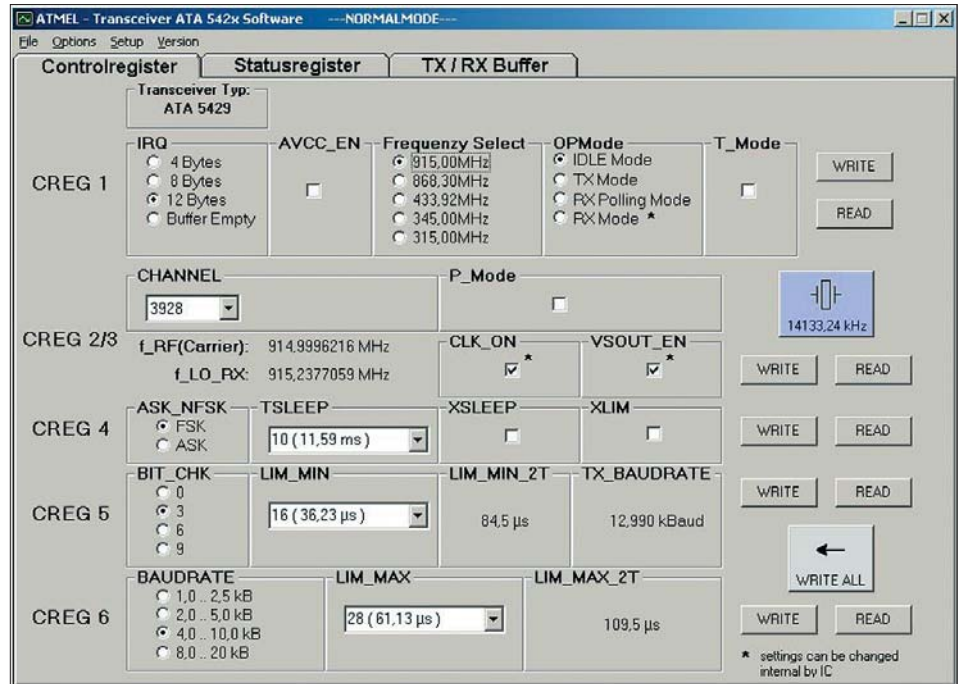 ATMEL - Transceiver ATA 542x Software ---NORMALMODE---
File Options Setup Version
Controlregister Statusregister TX / RX Buffer
Transceiver Typ:
ATA 5429
CREG 1
IRQ
4 Bytes
8 Bytes
12 Bytes
Buffer Empty
AVCC_EN
Frequenzy Select
915,00MHz
868,30MHz
433,92MHz
345,00MHz
315,00MHz
OPMode
IDLE Mode
TX Mode
RX Polling Mode
RX Mode *
T_Mode
WRITE
READ
CREG 2/3
CHANNEL
3928
P_Mode
14133,24 kHz
f_RF(Carrier): 914,9996216 MHz
f_LO_RX: 915,2377059 MHz
CLK_ON
*
VSOUT_EN
*
WRITE READ
CREG 4
ASK_NFSK
FSK
ASK
TSLEEP
10 ( 11,59 ms )
XSLEEP
XLIM
WRITE READ
CREG 5
BIT_CHK
0
3
6
9
LIM_MIN
16 ( 36,23 µs )
LIM_MIN_2T
84,5 µs
TX_BAUDRATE
12,990 kBaud
WRITE READ
WRITE ALL
CREG 6
BAUDRATE
1,0 .. 2,5 kB
2,0 .. 5,0 kB
4,0 .. 10,0 kB
8,0 .. 20 kB
LIM_MAX
28 ( 61,13 µs )
LIM_MAX_2T
109,5 µs
WRITE READ
* settings can be changed
internal by IC